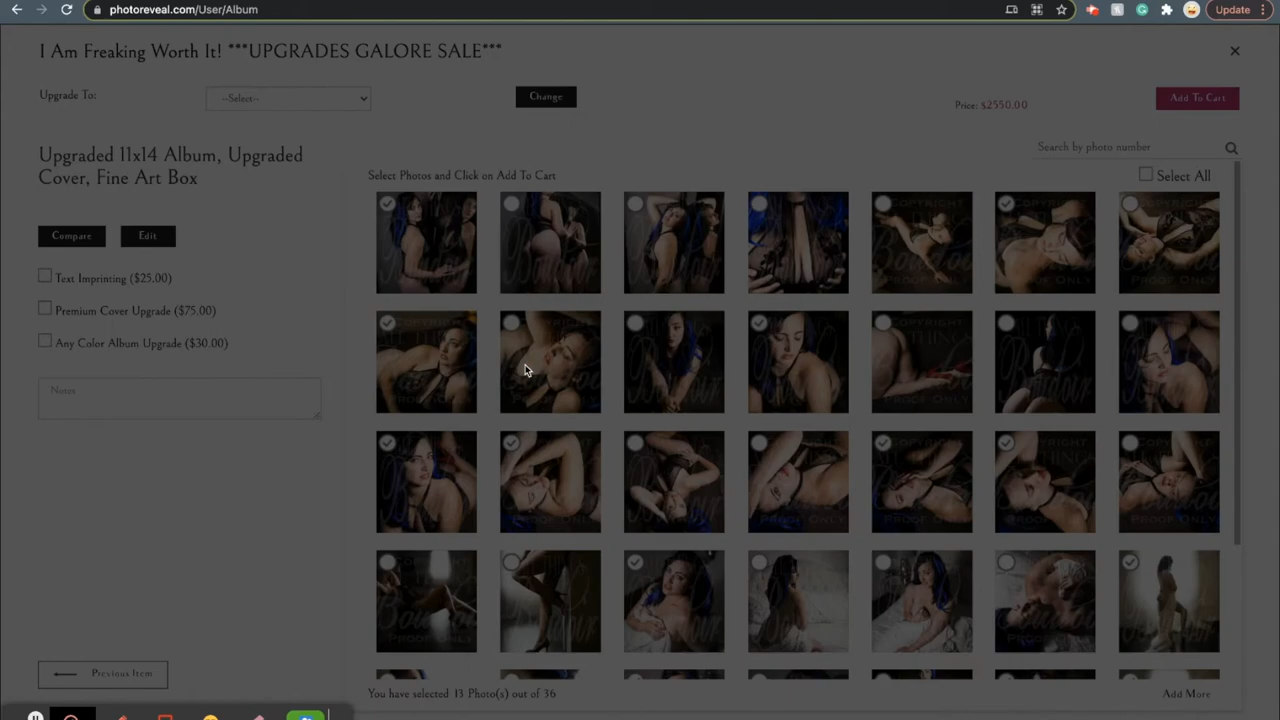 photoreveal.com/User/Album
Update
I Am Freaking Worth It! ***UPGRADES GALORE SALE***
Upgrade To:
--Select--
Change
Price: $2550.00
Add To Cart
Upgraded 11x14 Album, Upgraded
Cover, Fine Art Box
Search by photo number
Select Photos and Click on Add To Cart
Select All
Compare
Edit
Text Imprinting ($25.00)
Premium Cover Upgrade ($75.00)
Any Color Album Upgrade ($30.00)
Notes
Previous Item
You have selected 13 Photo(s) out of 36
Add More